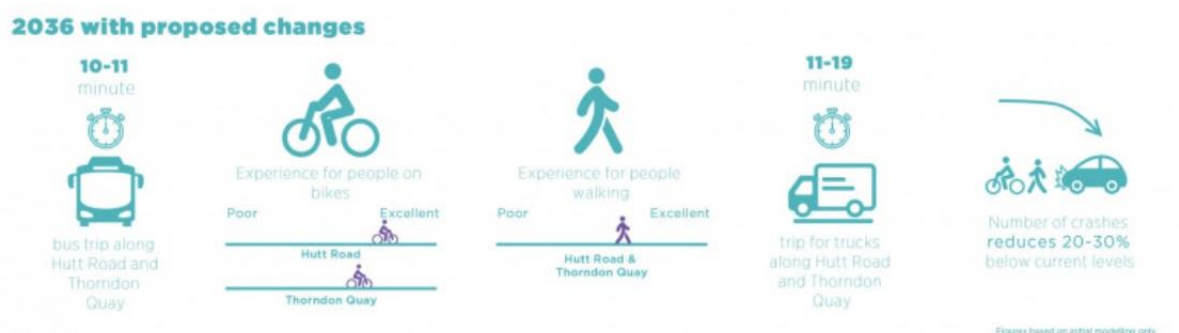 2036 with proposed changes
10-11
minute
bus trip along
Hutt Road and
Thorndon
Quay
Experience for people on
bikes
Poor Excellent
Hutt Road
Thorndon Quay
Experience for people
walking
Poor Excellent
Hutt Road &
Thorndon Quay
11-19
minute
trip for trucks
along Hutt Road
and Thorndon
Quay
Number of crashes
reduces 20-30%
below current levels
Figures based on initial modelling only